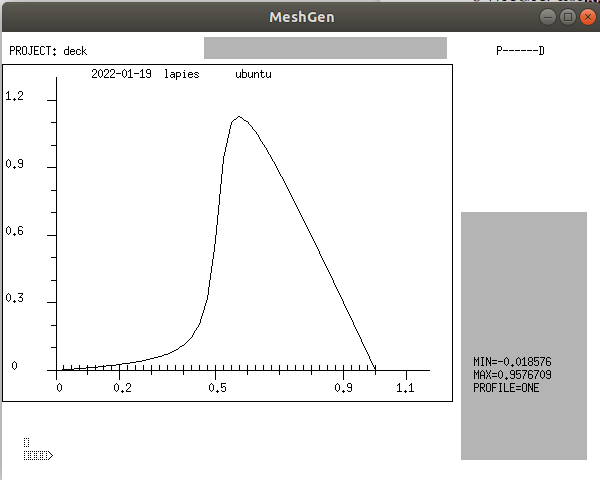 MeshGen
PROJECT: deck
P------D
2022-01-19 lapies ubuntu
1.2
0.9
0.6
0.3
0
0 0.2 0.5 0.9 1.1
MIN=-0.018576
MAX=0.9576709
PROFILE=ONE